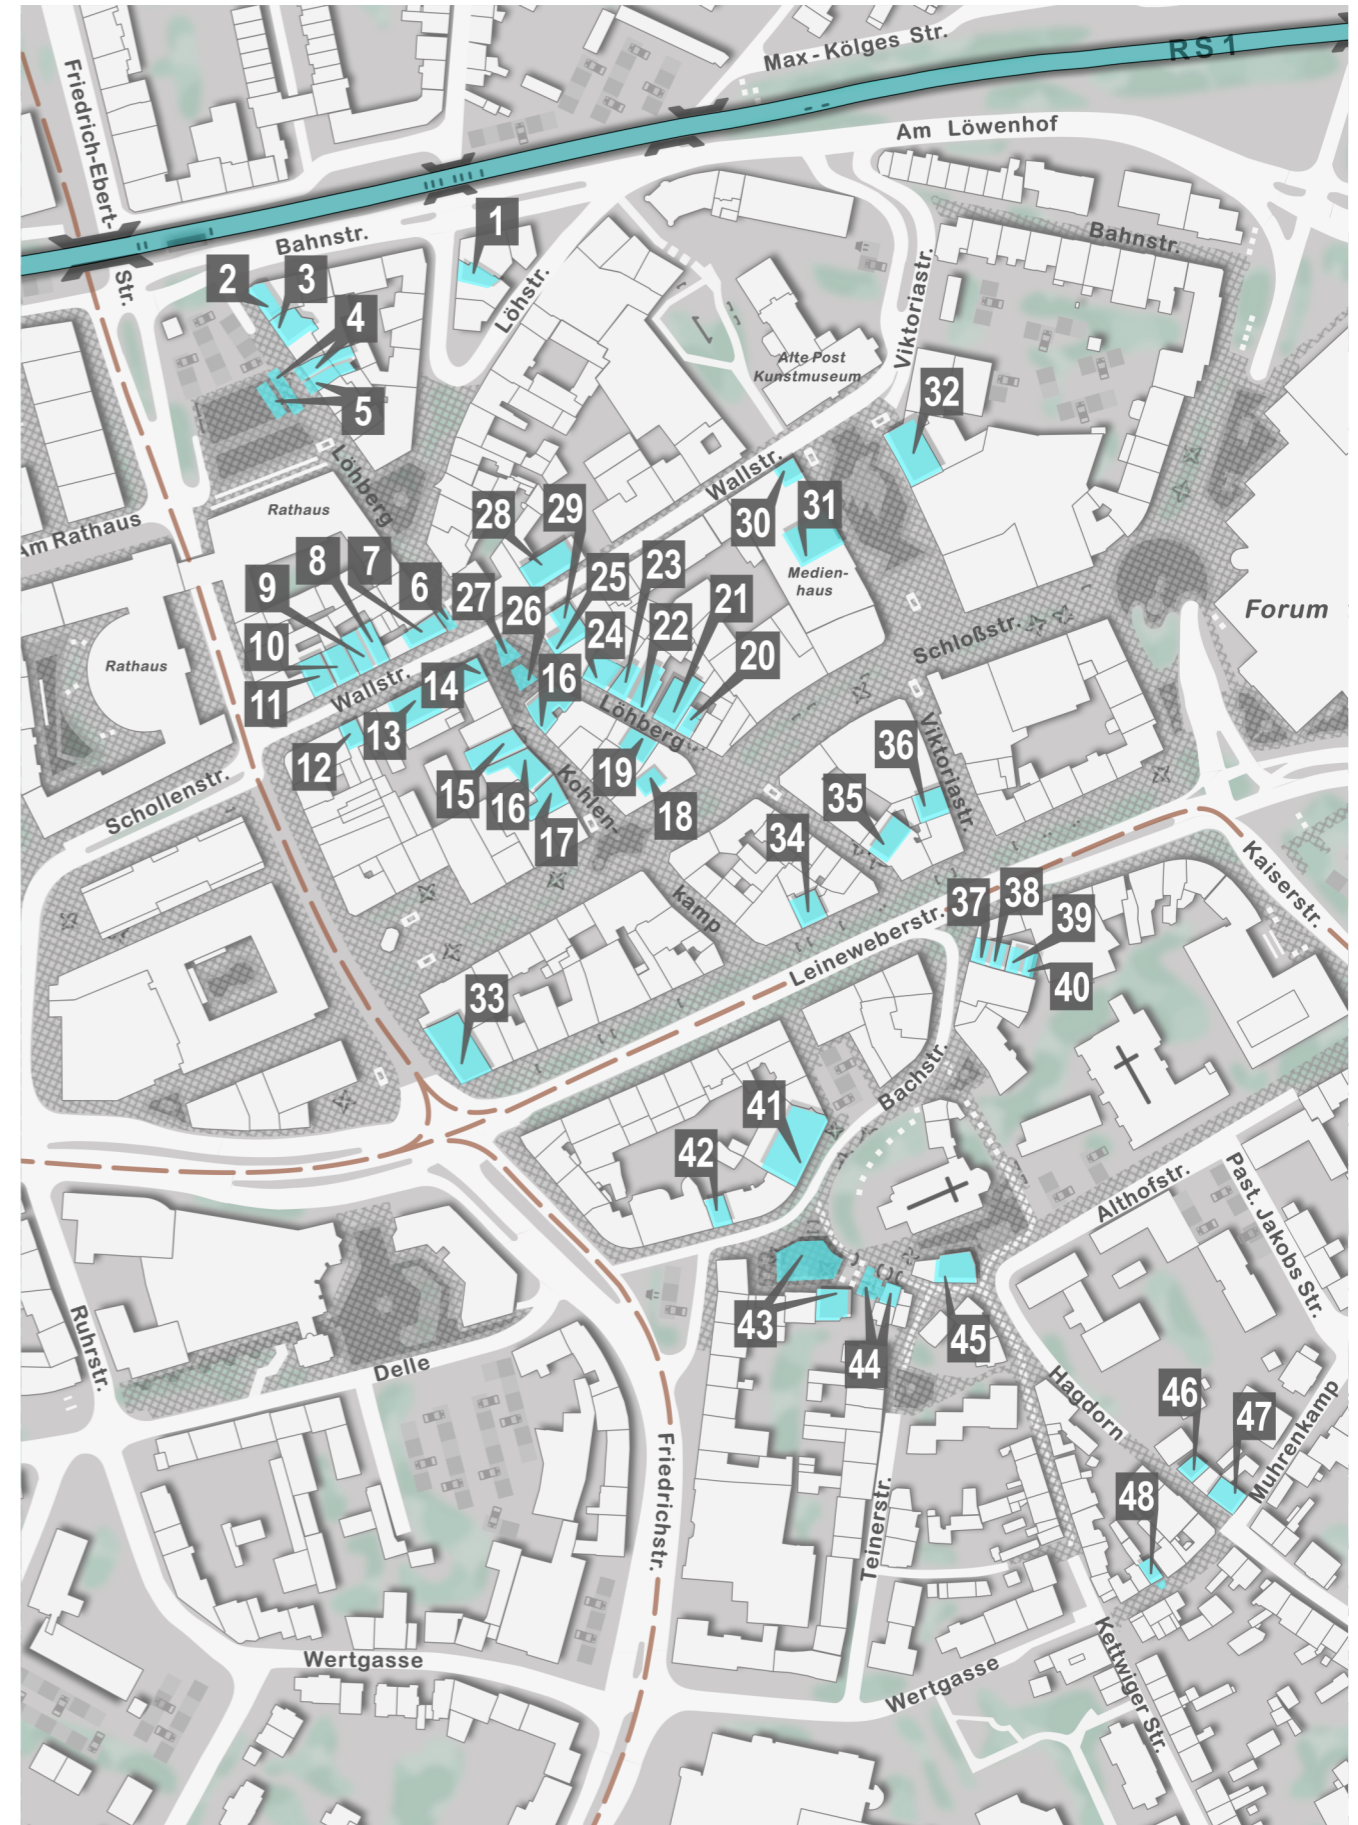 Max-Kölges Str.
RS1
Friedrich-Ebert-
Str.
Am Löwenhof
Bahnstr.
Bahnstr.
1
2
3
4
5
Löhstr.
Viktoriastr.
Alte Post
Kunstmuseum
32
Löhberg
Wallstr.
Rathaus
Am Rathaus
28
29
30
31
Medien-
haus
8
7
9
6
27
26
25
23
24
22
21
20
10
11
Rathaus
Wallstr.
14
13
12
16
Löhberg
Schloßstr.
Forum
Schollenstr.
15
16
17
Kohlen-
kamp
19
18
Viktoriastr.
36
35
34
Kaiserstr.
37
38
39
40
Leineweberstr.
33
Bachstr.
41
42
Althofstr.
Past. Jakobs Str.
43
44
45
Ruhrstr.
Delle
Hagdorn
46
47
48
Muhrenkamp
Friedrichstr.
Teinerstr.
Wertgasse
Wertgasse
Kettwiger Str.